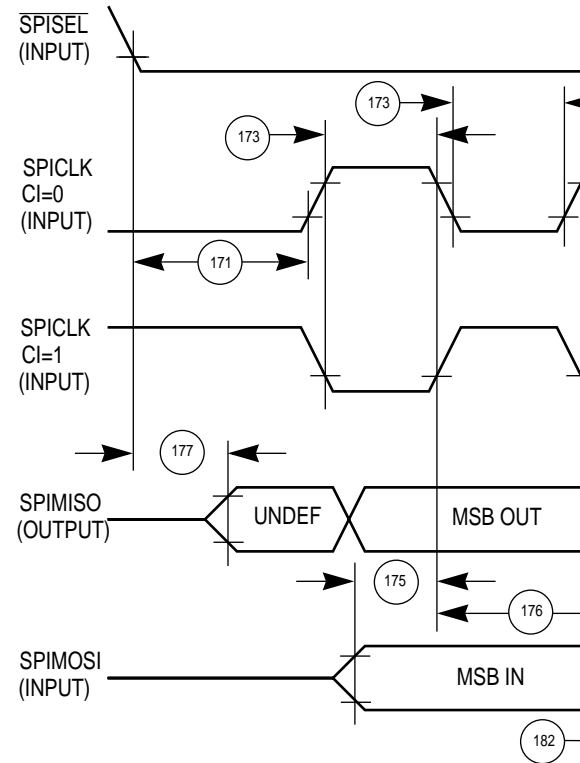 SPISEL
(INPUT)
173
173
SPICLK
CI=0
(INPUT)
171
SPICLK
CI=1
(INPUT)
177
SPIMISO
(OUTPUT)
UNDEF
MSB OUT
175
176
SPIMOSI
(INPUT)
MSB IN
182